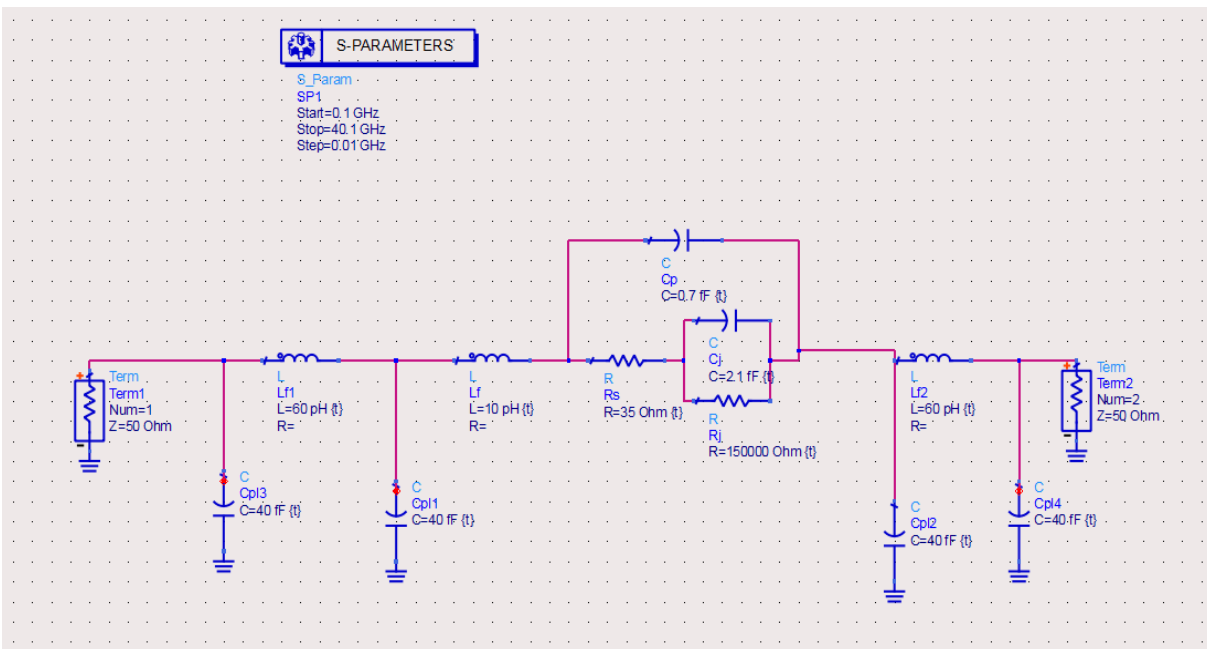 S-PARAMETERS
S_Param
SP1
Start=0.1 GHz
Stop=40.1 GHz
Step=0.01 GHz
C
Cp
C=0.7 fF {t}
Term
Term1
Num=1
Z=50 Ohm
L
Lf1
L=60 pH {t}
R=
L
Lf
L=10 pH {t}
R=
R
Rs
R=35 Ohm {t}
C
Cj
C=2.1 fF {t}
R
Rj
R=150000 Ohm {t}
L
Lf2
L=60 pH {t}
R=
Term
Term2
Num=2
Z=50 Ohm
C
Cpl3
C=40 fF {t}
C
Cpl1
C=40 fF {t}
C
Cpl2
C=40 fF {t}
C
Cpl4
C=40 fF {t}